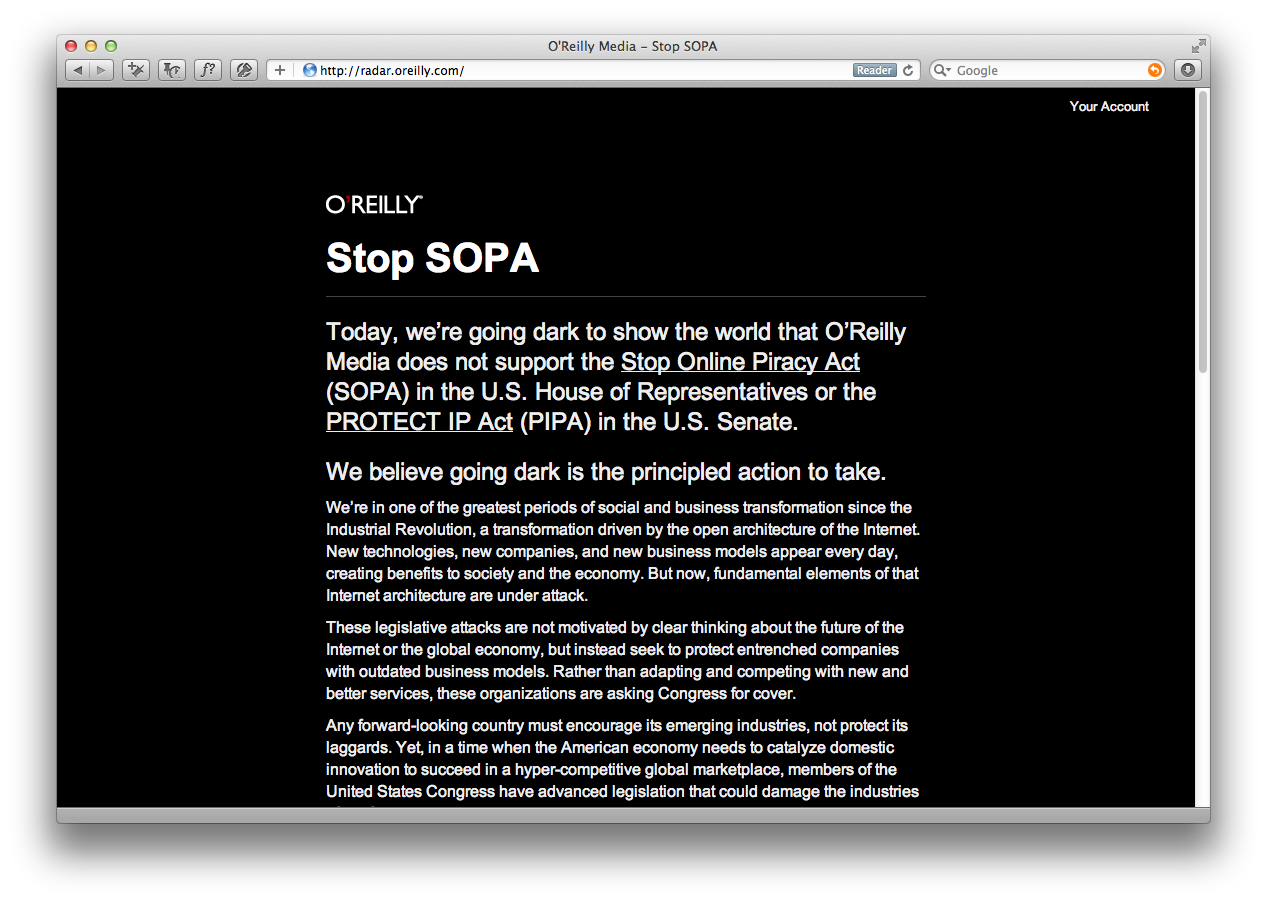 O'Reilly Media – Stop SOPA
f?
http://radar.oreilly.com/
Reader
Google
Your Account
O'REILLY
Stop SOPA
Today, we’re going dark to show the world that O’Reilly
Media does not support the Stop Online Piracy Act
(SOPA) in the U.S. House of Representatives or the
PROTECT IP Act (PIPA) in the U.S. Senate.
We believe going dark is the principled action to take.
We’re in one of the greatest periods of social and business transformation since the
Industrial Revolution, a transformation driven by the open architecture of the Internet.
New technologies, new companies, and new business models appear every day,
creating benefits to society and the economy. But now, fundamental elements of that
Internet architecture are under attack.
These legislative attacks are not motivated by clear thinking about the future of the
Internet or the global economy, but instead seek to protect entrenched companies
with outdated business models. Rather than adapting and competing with new and
better services, these organizations are asking Congress for cover.
Any forward-looking country must encourage its emerging industries, not protect its
laggards. Yet, in a time when the American economy needs to catalyze domestic
innovation to succeed in a hyper-competitive global marketplace, members of the
United States Congress have advanced legislation that could damage the industries